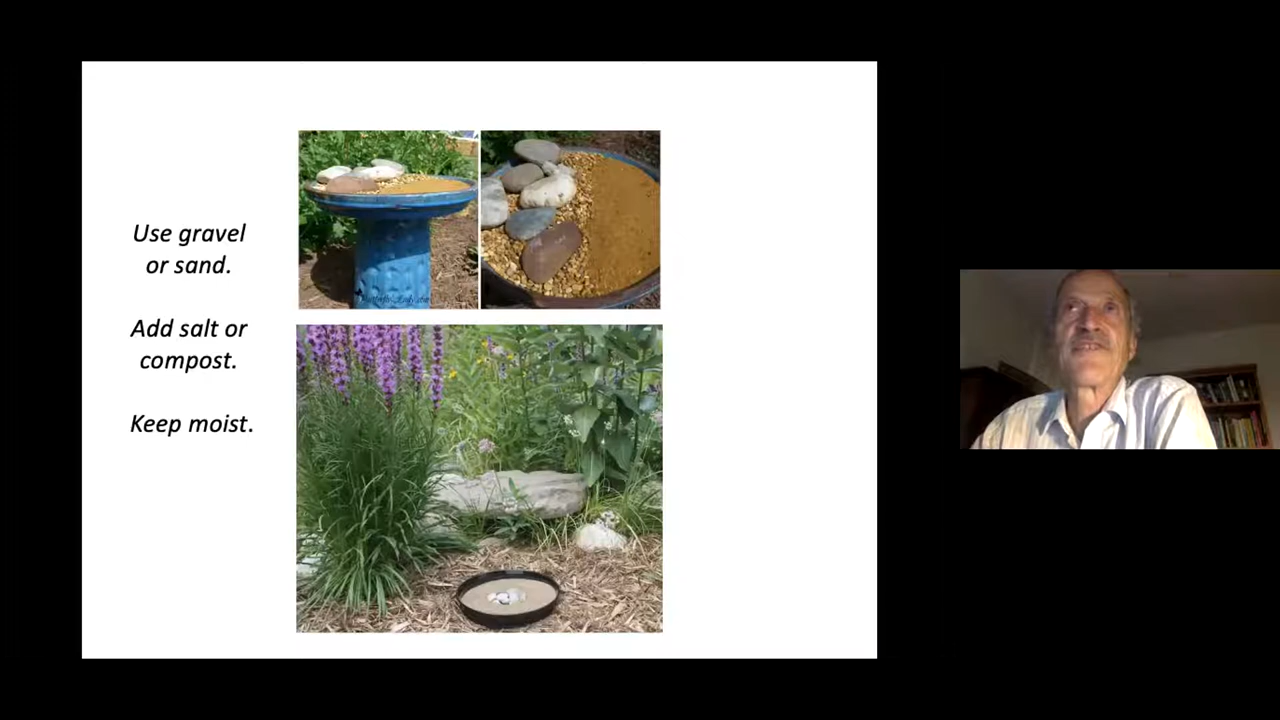 Use gravel
or sand.
Add salt or
compost.
Keep moist.